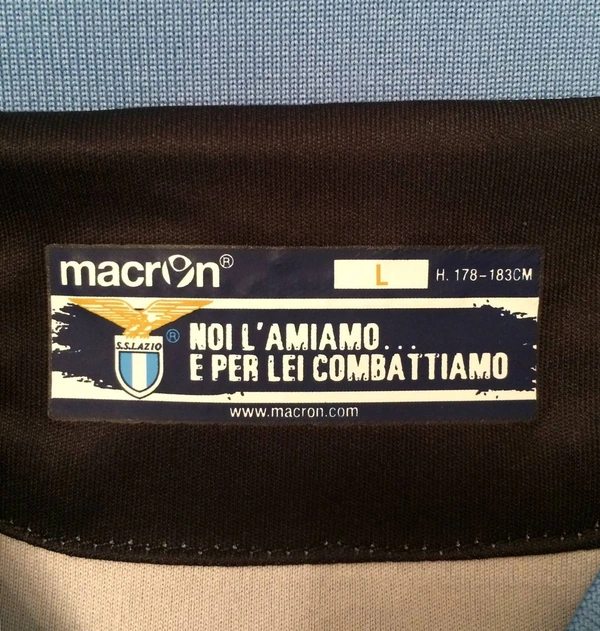 macron®
L
H. 178-183CM
S.S.LAZIO
®
NOI L'AMIAMO...
E PER LEI COMBATTIAMO
www.macron.com